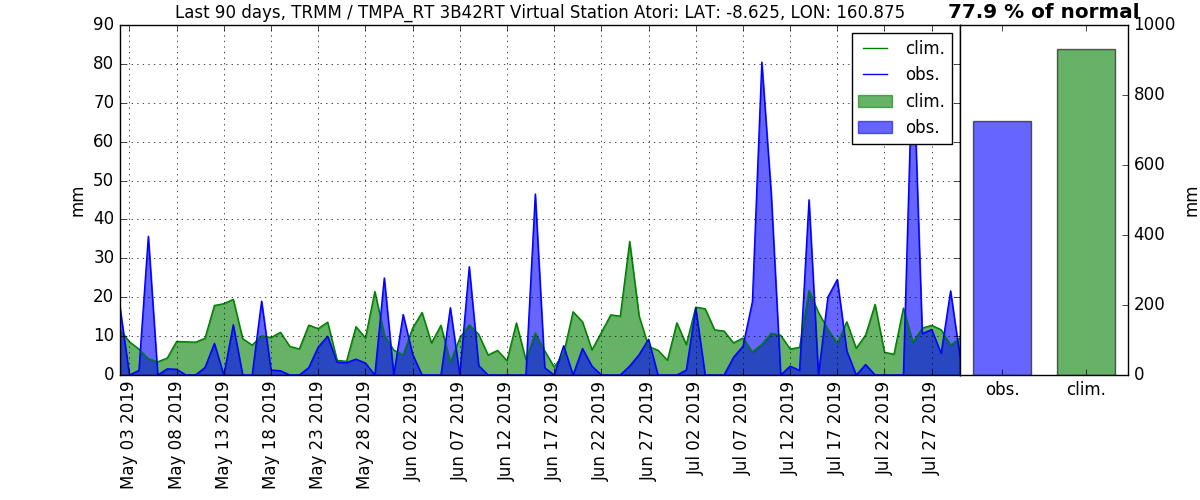 Last 90 days, TRMM / TMPA_RT 3B42RT Virtual Station Atori: LAT: -8.625, LON: 160.875
77.9 % of normal
90
80
70
60
50
40
30
20
10
0
mm
clim.
obs.
clim.
obs.
1000
800
600
400
200
0
mm
obs.
clim.
May 03 2019
May 08 2019
May 13 2019
May 18 2019
May 23 2019
May 28 2019
Jun 02 2019
Jun 07 2019
Jun 12 2019
Jun 17 2019
Jun 22 2019
Jun 27 2019
Jul 02 2019
Jul 07 2019
Jul 12 2019
Jul 17 2019
Jul 22 2019
Jul 27 2019